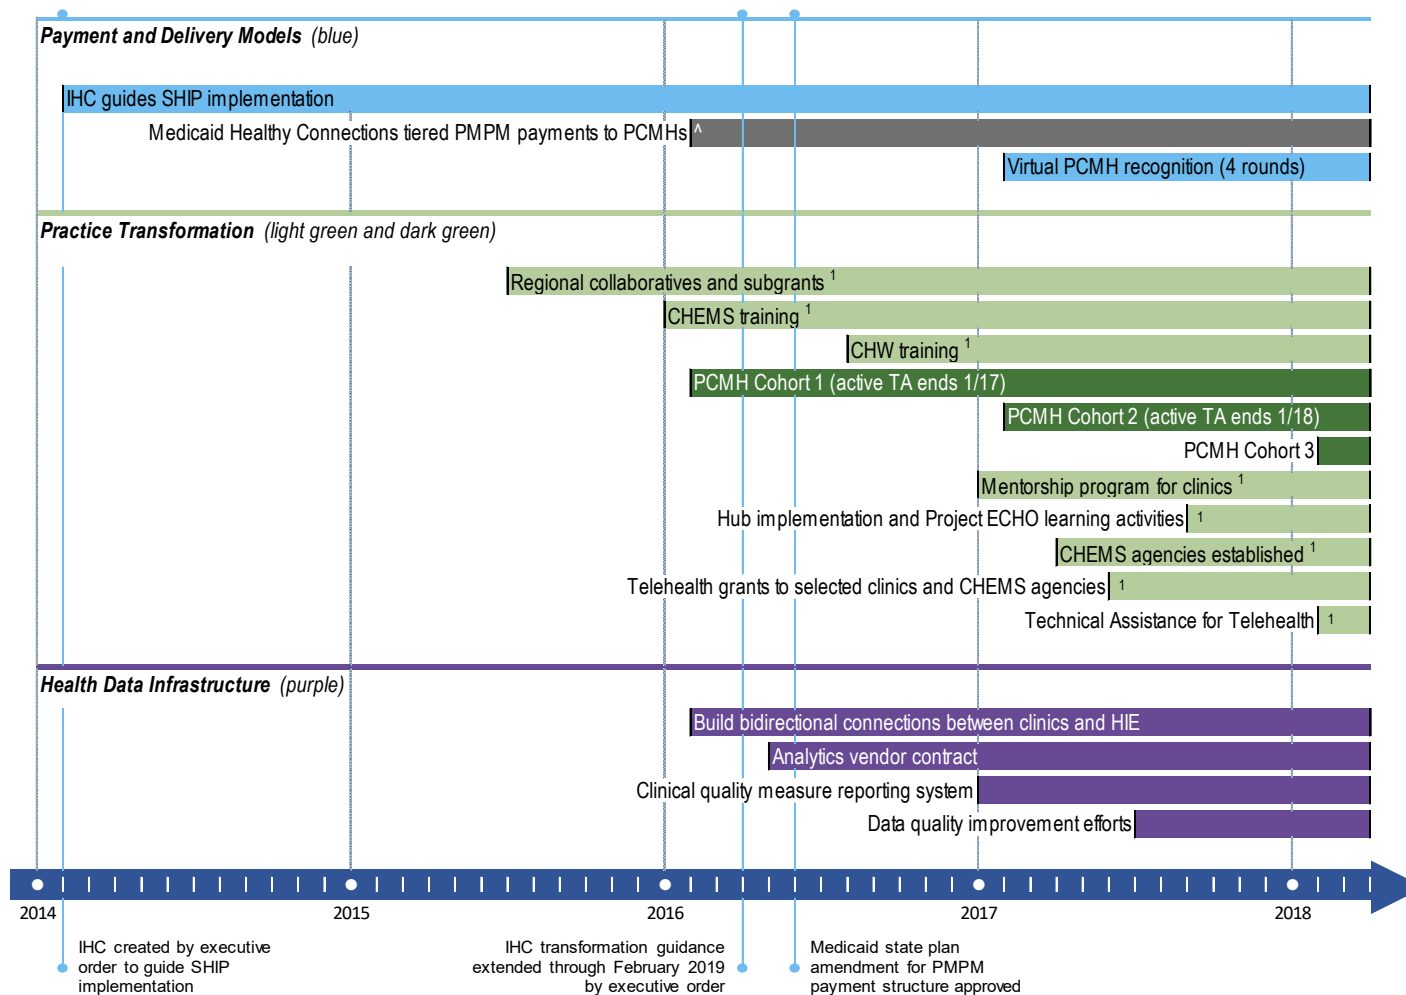 Payment and Delivery Models (blue)
IHC guides SHIP implementation
Medicaid Healthy Connections tiered PMPM payments to PCMHs ^
Virtual PCMH recognition (4 rounds)
Practice Transformation (light green and dark green)
Regional collaboratives and subgrants 1
CHEMS training 1
CHW training 1
PCMH Cohort 1 (active TA ends 1/17)
PCMH Cohort 2 (active TA ends 1/18)
PCMH Cohort 3
Mentorship program for clinics 1
Hub implementation and Project ECHO learning activities 1
CHEMS agencies established 1
Telehealth grants to selected clinics and CHEMS agencies 1
Technical Assistance for Telehealth 1
Health Data Infrastructure (purple)
Build bidirectional connections between clinics and HIE
Analytics vendor contract
Clinical quality measure reporting system
Data quality improvement efforts
2014 2015 2016 2017 2018
IHC created by executive
order to guide SHIP
implementation
IHC transformation guidance
extended through February 2019
by executive order
Medicaid state plan
amendment for PMPM
payment structure approved